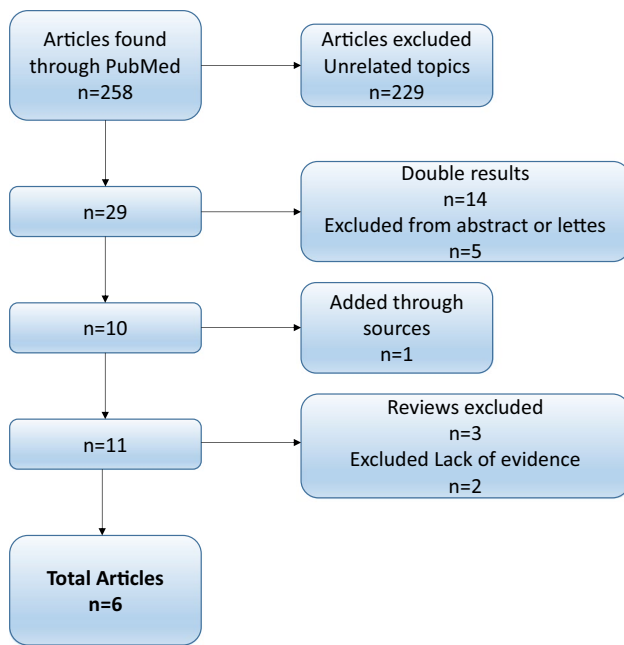 Articles found
through PubMed
n=258
Articles excluded
Unrelated topics
n=229
n=29
Double results
n=14
Excluded from abstract or lettes
n=5
n=10
Added through
sources
n=1
n=11
Reviews excluded
n=3
Excluded Lack of evidence
n=2
Total Articles
n=6